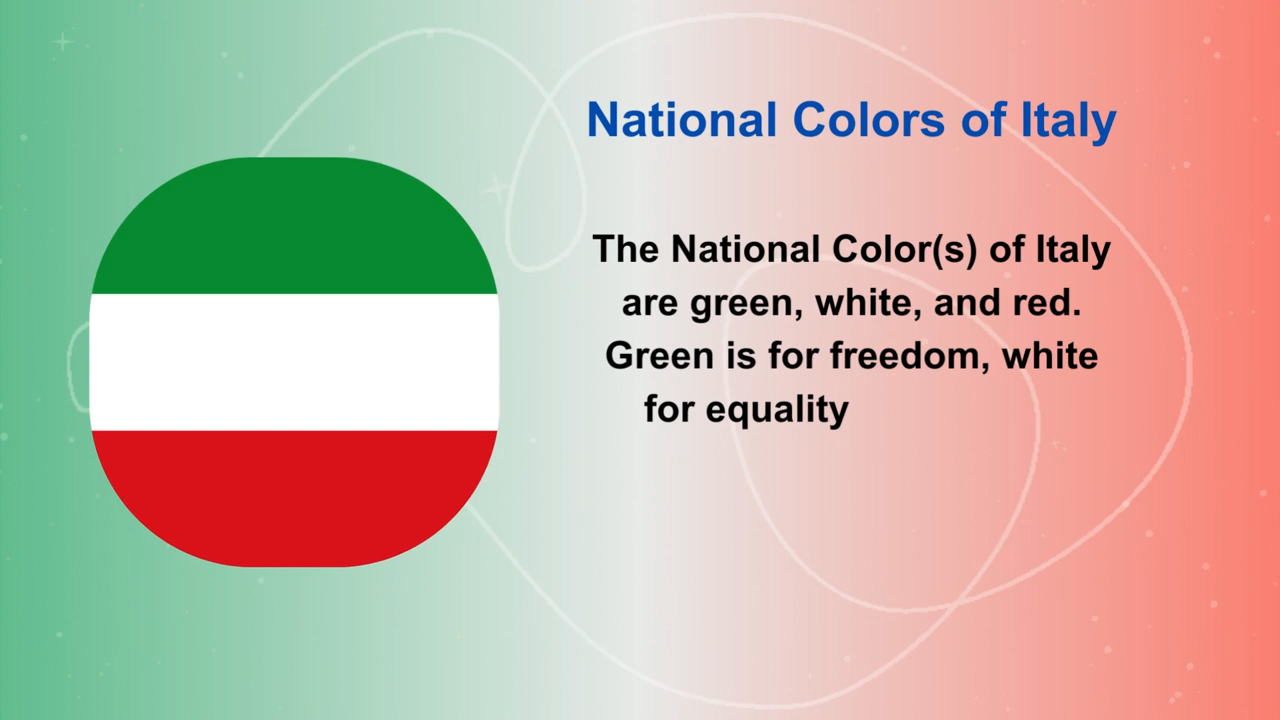 National Colors of Italy
The National Color(s) of Italy
are green, white, and red.
Green is for freedom, white
for equality